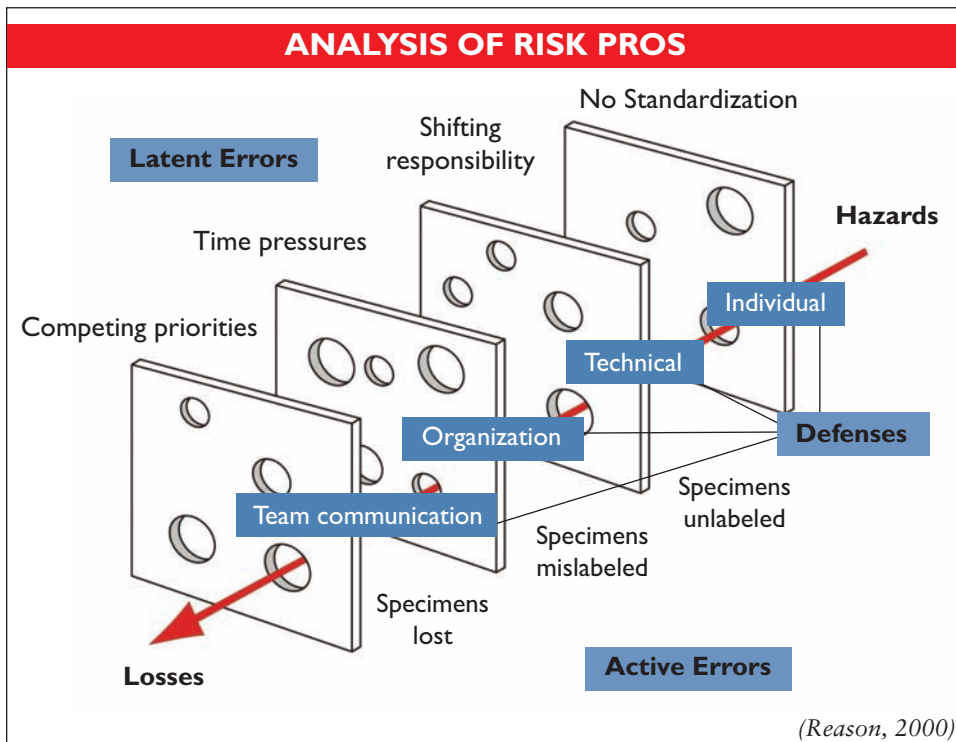 ANALYSIS OF RISK PROS
No Standardization
Shifting
responsibility
Latent Errors
Hazards
Time pressures
Individual
Competing priorities
Technical
Organization
Defenses
Team communication
Specimens
unlabeled
Specimens
mislabeled
Specimens
lost
Losses
Active Errors
(Reason, 2000)